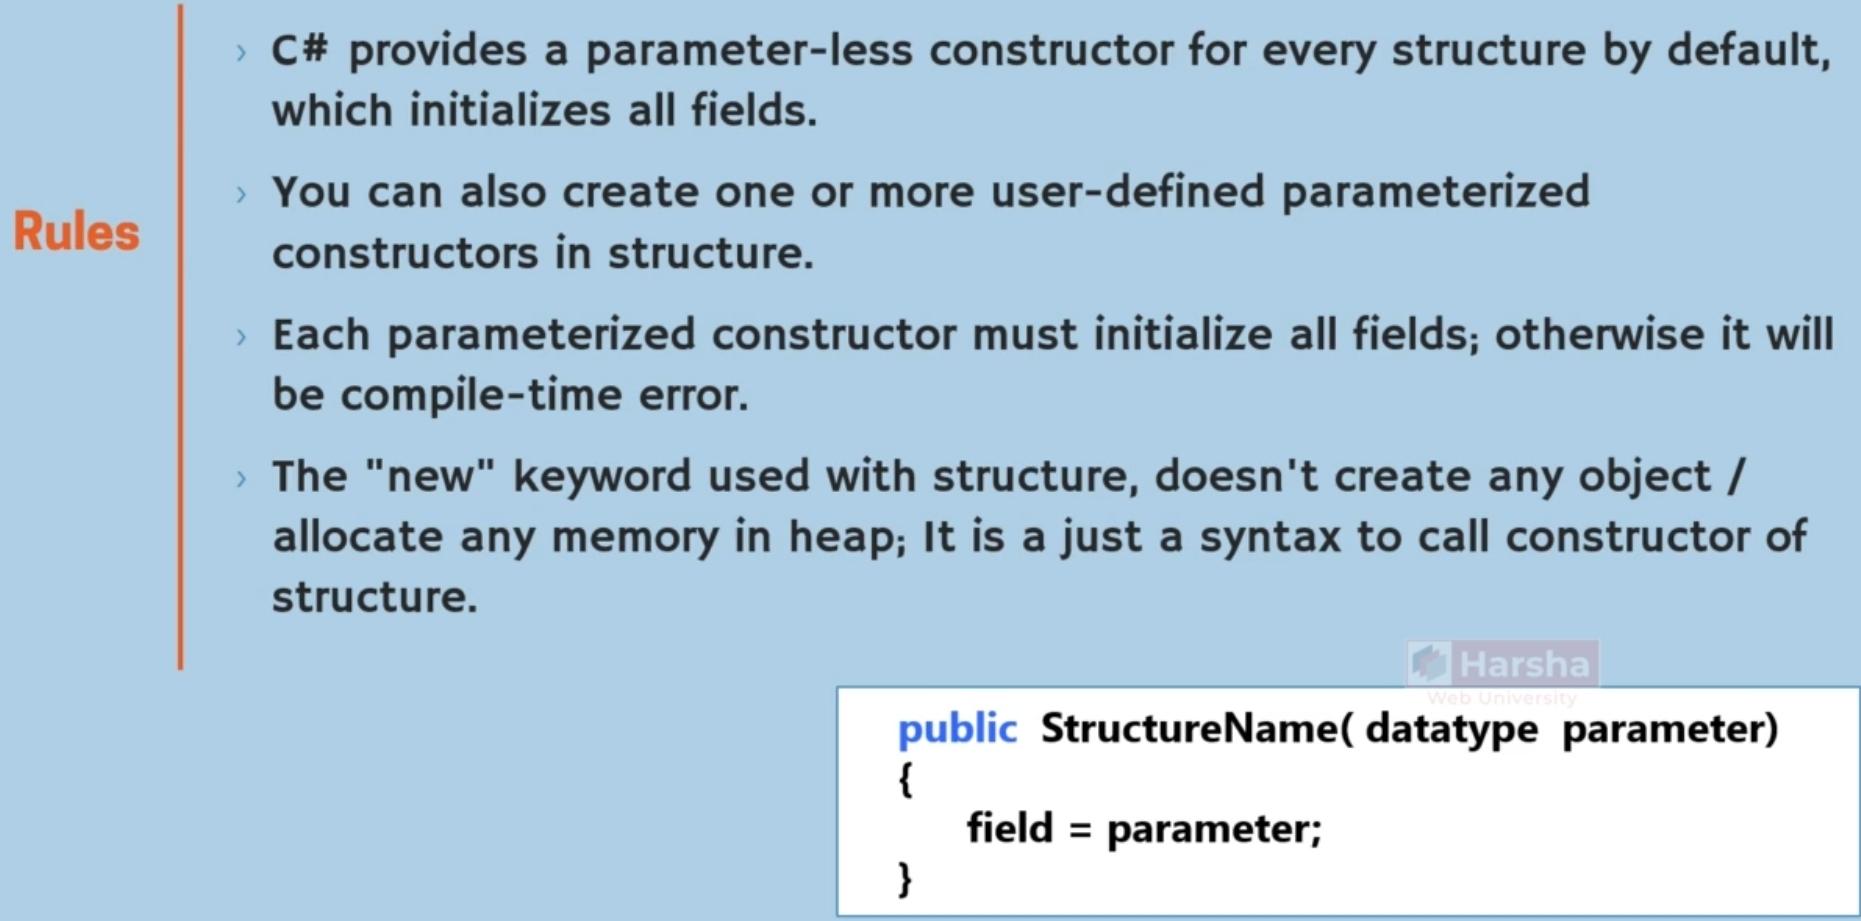 Rules
› C# provides a parameter-less constructor for every structure by default,
which initializes all fields.
› You can also create one or more user-defined parameterized
constructors in structure.
› Each parameterized constructor must initialize all fields; otherwise it will
be compile-time error.
› The "new" keyword used with structure, doesn't create any object /
allocate any memory in heap; It is a just a syntax to call constructor of
structure.
Harsha
Web University
public StructureName( datatype parameter)
{
field = parameter;
}